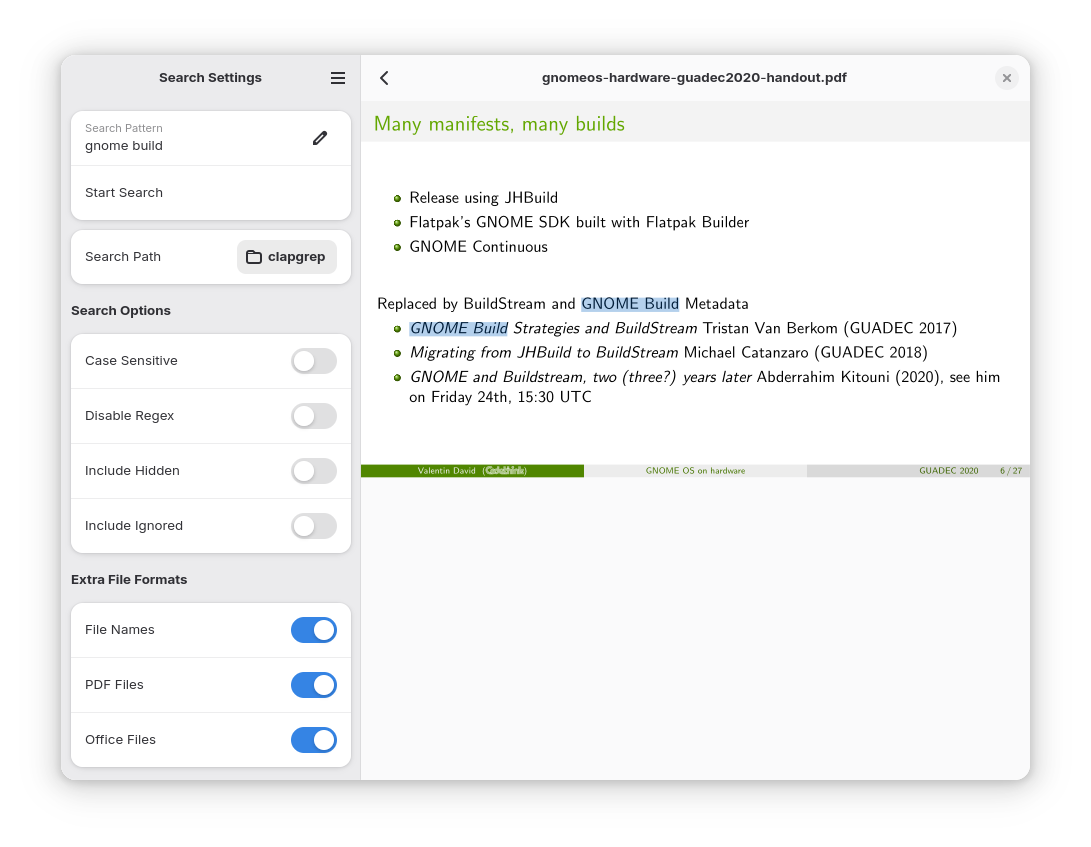 Search Settings
Search Pattern
gnome build
Start Search
Search Path
clapgrep
Search Options
Case Sensitive
Disable Regex
Include Hidden
Include Ignored
Extra File Formats
File Names
PDF Files
Office Files
gnomeos-hardware-guadec2020-handout.pdf
Many manifests, many builds
Release using JHBuild
Flatpak's GNOME SDK built with Flatpak Builder
GNOME Continuous
Replaced by BuildStream and GNOME Build Metadata
GNOME Build Strategies and BuildStream Tristan Van Berkom (GUADEC 2017)
Migrating from JHBuild to BuildStream Michael Catanzaro (GUADEC 2018)
GNOME and Buildstream, two (three?) years later Abderrahim Kitouni (2020), see him
on Friday 24th, 15:30 UTC
Valentin David (Codethink)
GNOME OS on hardware
GUADEC 2020
6 / 27